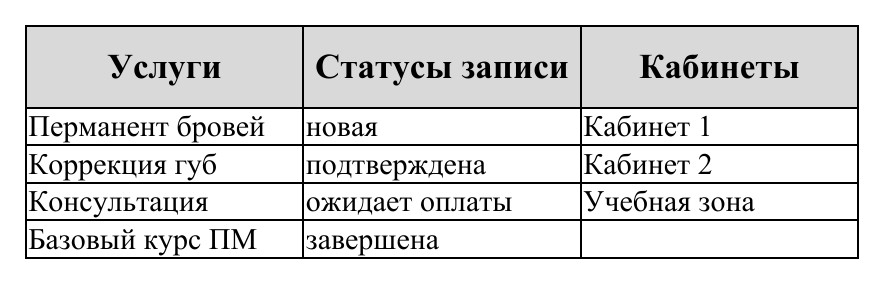 Услуги Статусы записи Кабинеты
Перманент бровей новая Кабинет 1
Коррекция губ подтверждена Кабинет 2
Консультация ожидает оплаты Учебная зона
Базовый курс ПМ завершена